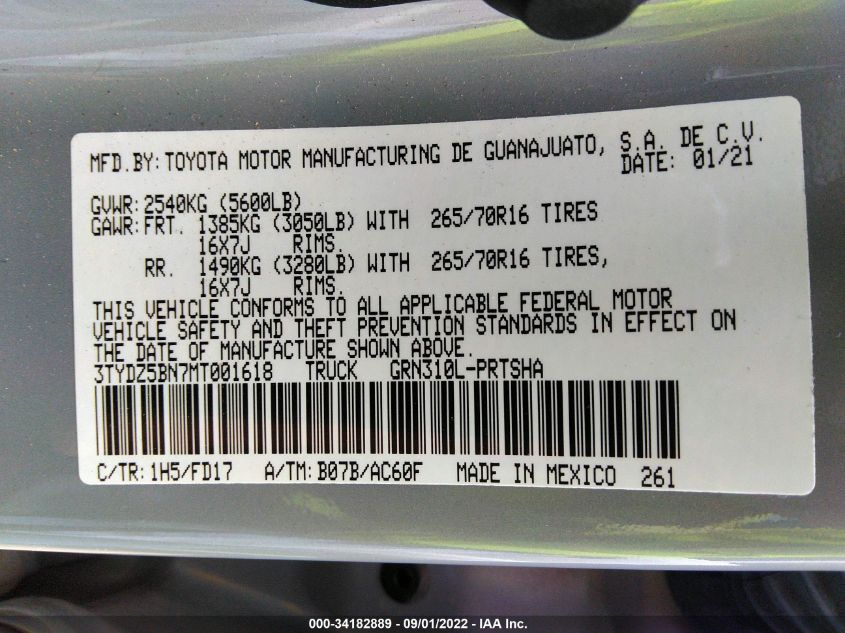 MFD.BY: TOYOTA MOTOR MANUFACTURING DE GUANAJUATO, S.A. DE C.V.
DATE: 01/21
GVWR: 2540KG (5600LB)
GAWR: FRT. 1385KG (3050LB) WITH 265/70R16 TIRES
16X7J RIMS.
RR. 1490KG (3280LB) WITH 265/70R16 TIRES,
16X7J RIMS.
THIS VEHICLE CONFORMS TO ALL APPLICABLE FEDERAL MOTOR
VEHICLE SAFETY AND THEFT PREVENTION STANDARDS IN EFFECT ON
THE DATE OF MANUFACTURE SHOWN ABOVE.
3TYDZ5BN7MT001618 TRUCK GRN310L-PRTSHA
C/TR: 1H5/FD17 A/TM: B07B/AC60F MADE IN MEXICO 261
000-34182889 - 09/01/2022 - IAA Inc.